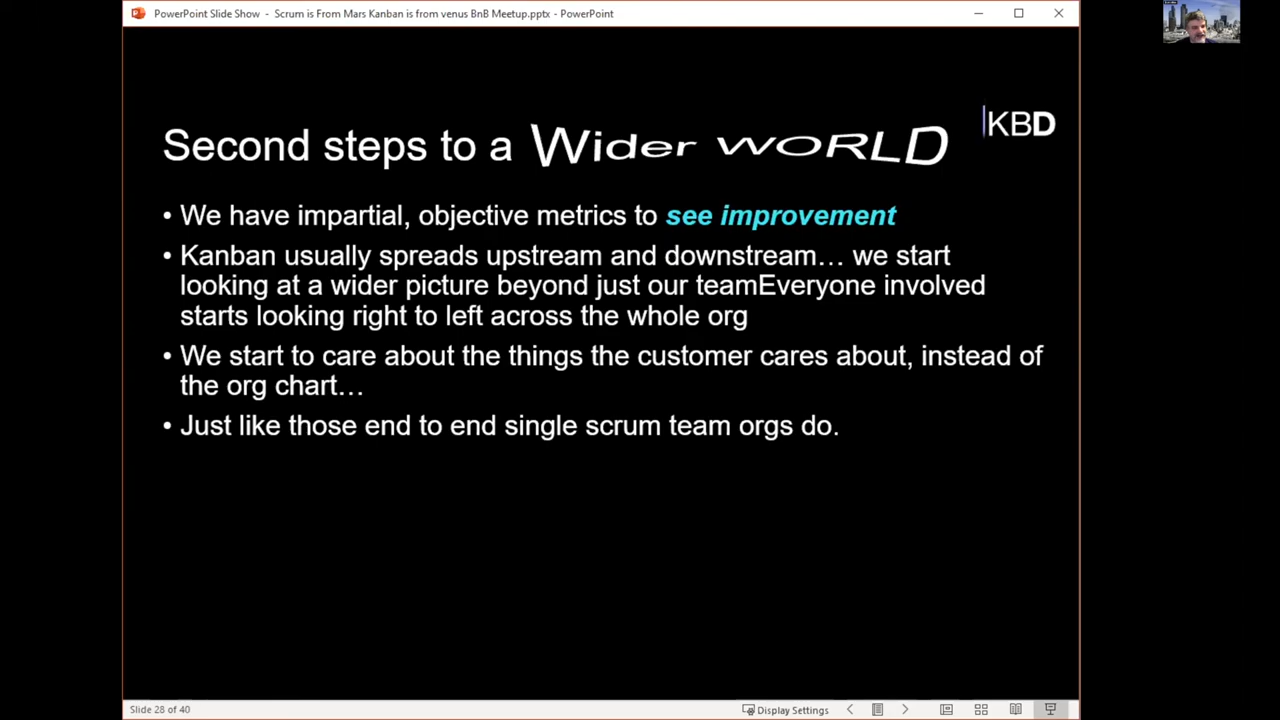 PowerPoint Slide Show - Scrum is From Mars Kanban is from venus BnB Meetup.pptx - PowerPoint
KBD
Second steps to a Wider WORLD
• We have impartial, objective metrics to see improvement
• Kanban usually spreads upstream and downstream… we start
looking at a wider picture beyond just our teamEveryone involved
starts looking right to left across the whole org
• We start to care about the things the customer cares about, instead of
the org chart…
• Just like those end to end single scrum team orgs do.
Slide 28 of 40
Display Settings